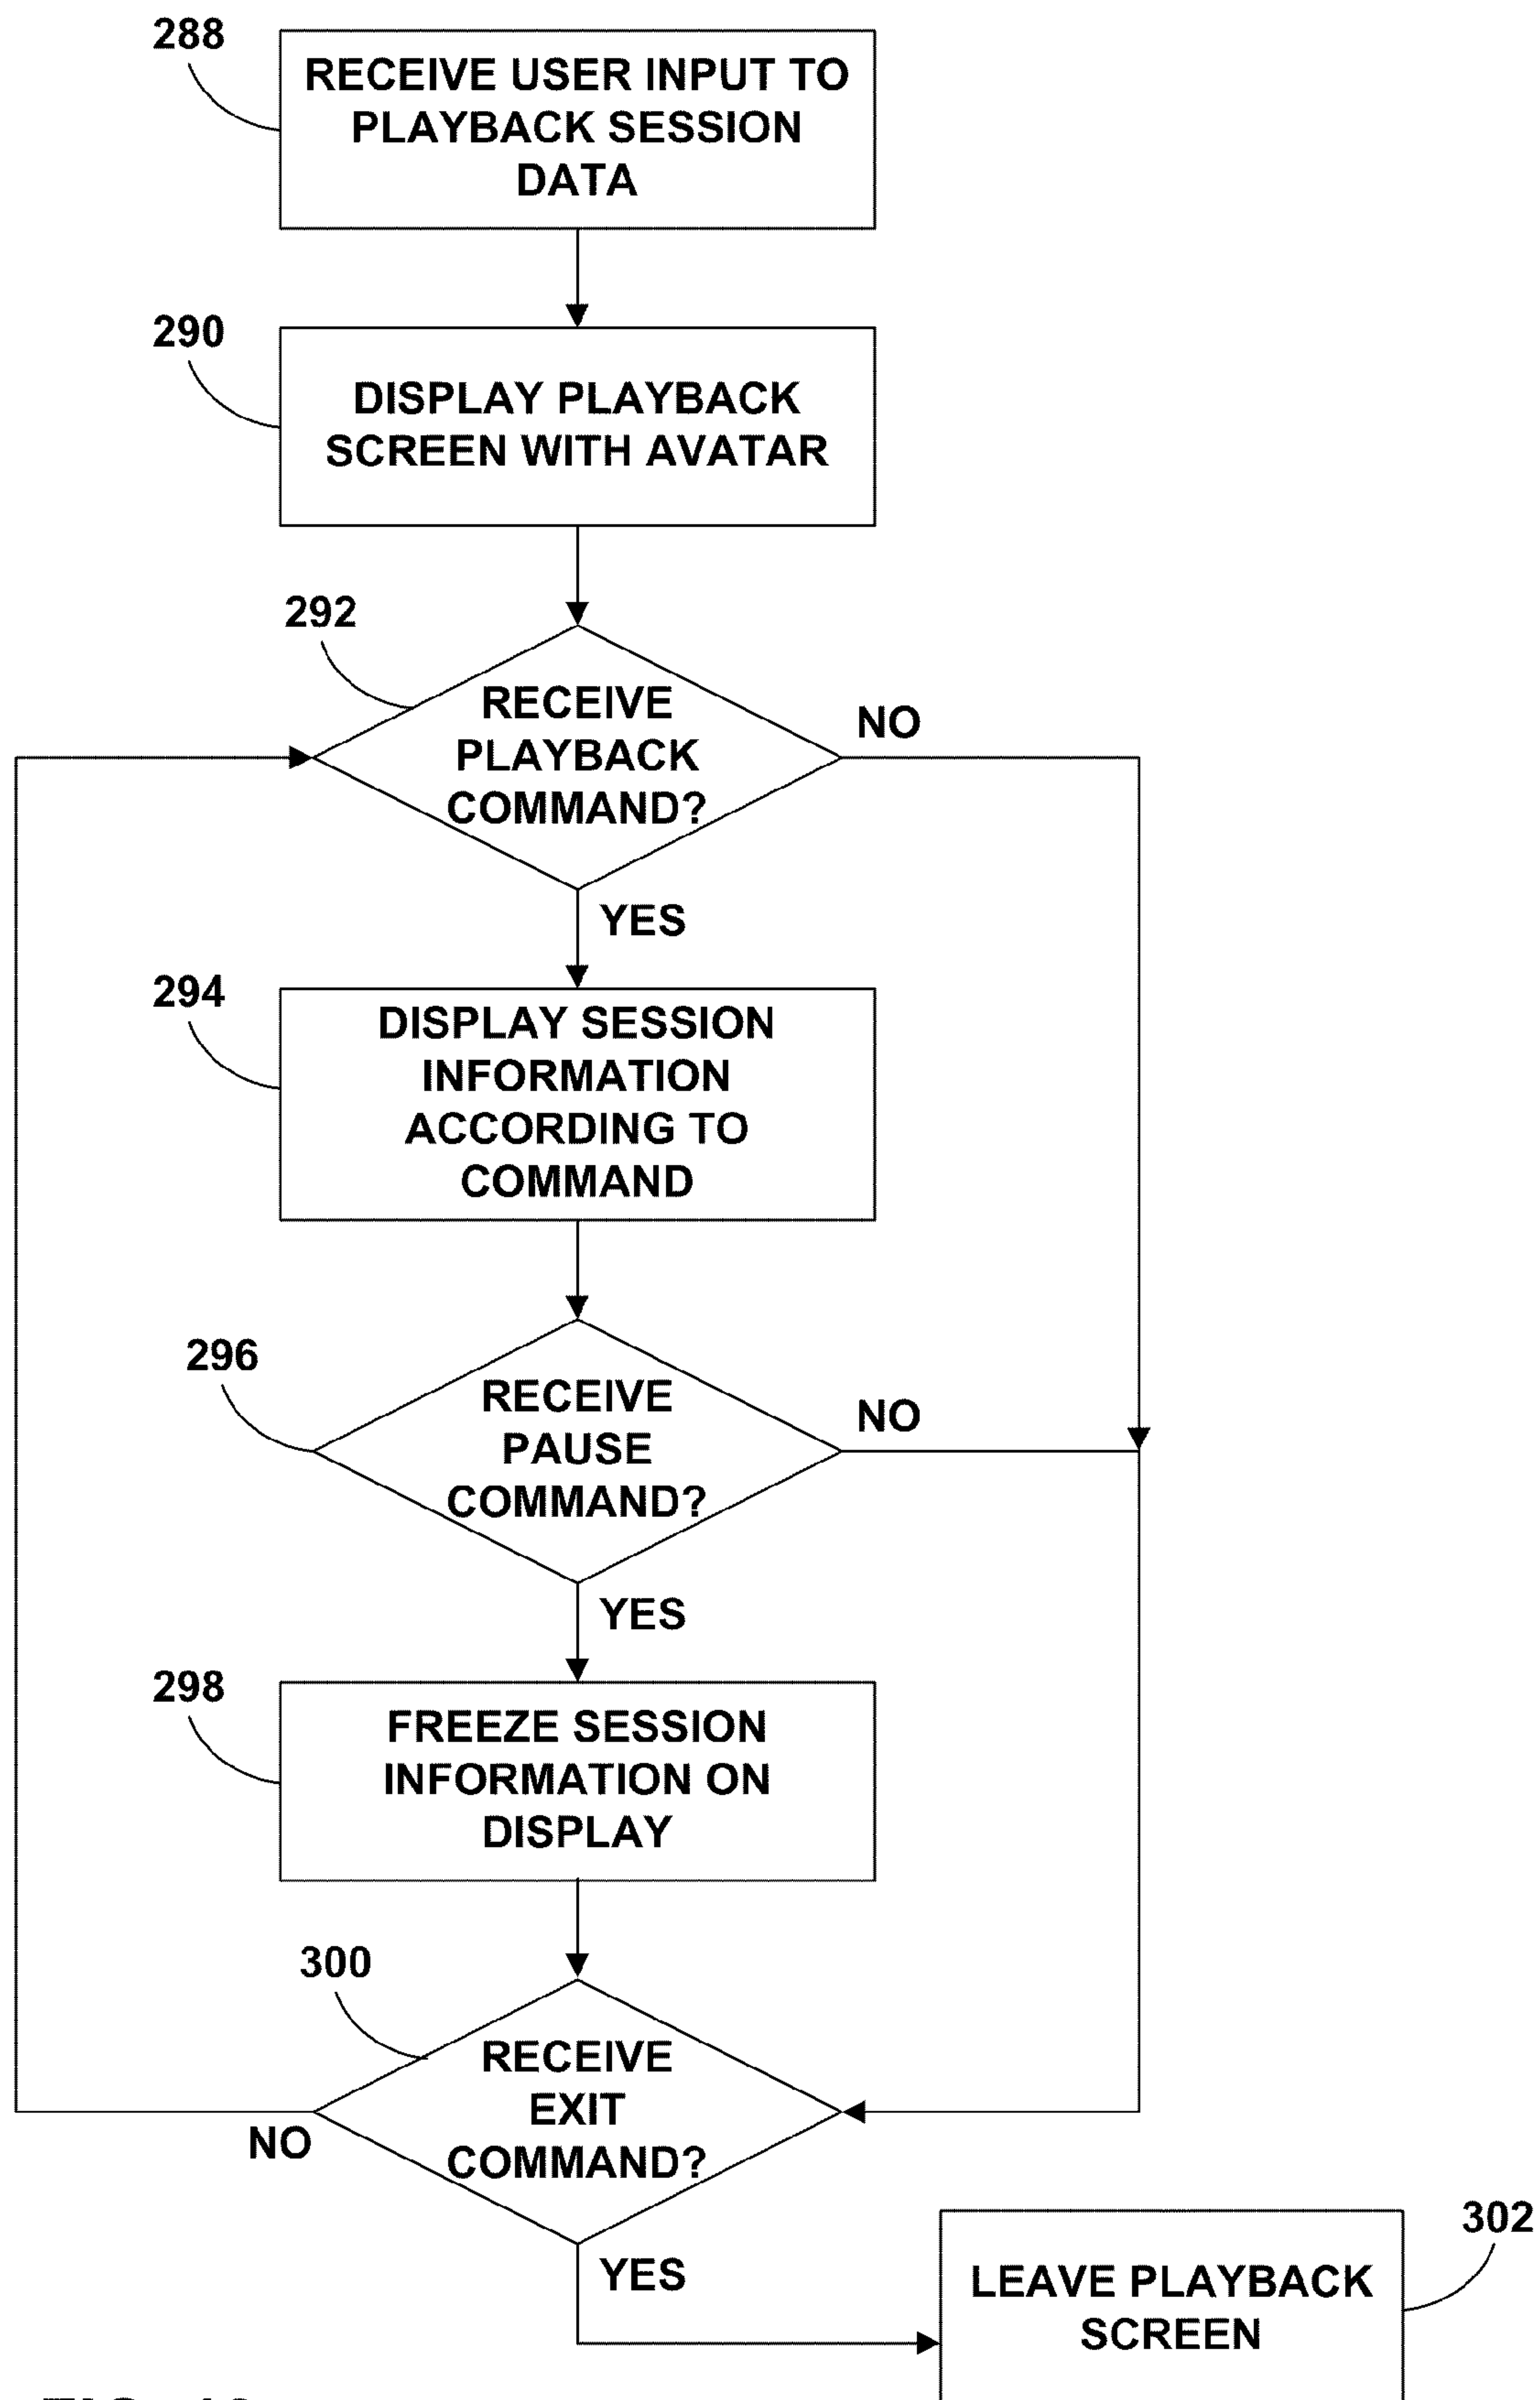 288
RECEIVE USER INPUT TO
PLAYBACK SESSION
DATA
290
DISPLAY PLAYBACK
SCREEN WITH AVATAR
292
RECEIVE
PLAYBACK
COMMAND?
NO
YES
294
DISPLAY SESSION
INFORMATION
ACCORDING TO
COMMAND
296
RECEIVE
PAUSE
COMMAND?
NO
YES
298
FREEZE SESSION
INFORMATION ON
DISPLAY
300
RECEIVE
EXIT
COMMAND?
NO
YES
302
LEAVE PLAYBACK
SCREEN